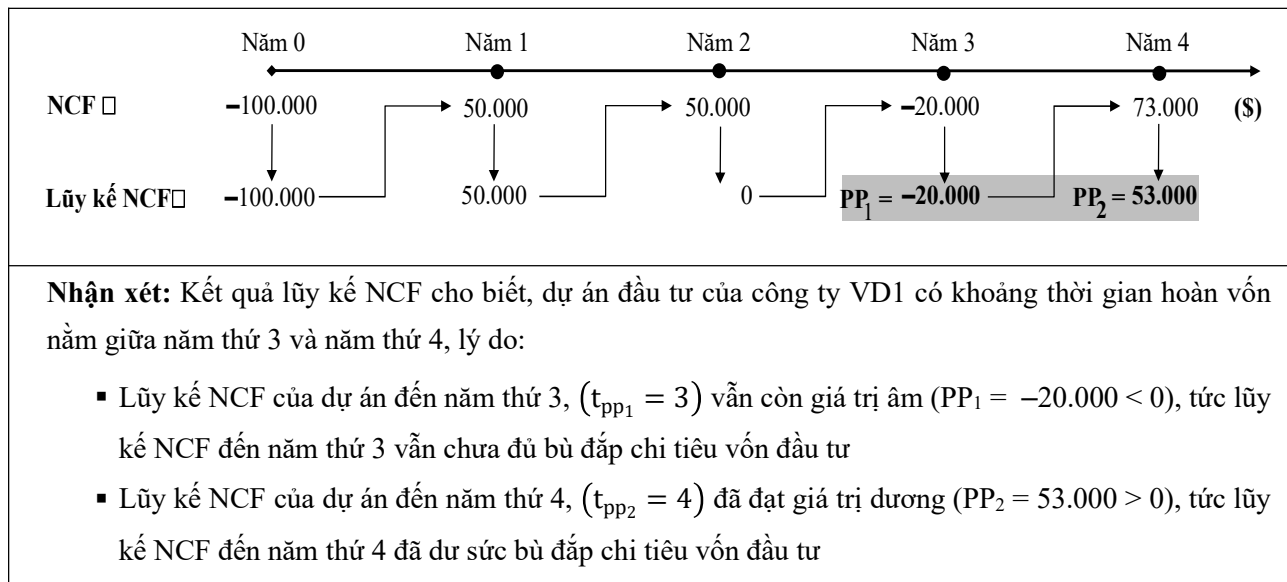 Năm 0 Năm 1 Năm 2 Năm 3 Năm 4
NCF □ –100.000 50.000 50.000 –20.000 73.000 ($)
Lũy kế NCF□ –100.000 50.000 0 PP₁ = –20.000 PP₂ = 53.000
Nhận xét: Kết quả lũy kế NCF cho biết, dự án đầu tư của công ty VD1 có khoảng thời gian hoàn vốn
nằm giữa năm thứ 3 và năm thứ 4, lý do:
▪ Lũy kế NCF của dự án đến năm thứ 3, (t_pp₁ = 3) vẫn còn giá trị âm (PP₁ = –20.000 < 0), tức lũy
kế NCF đến năm thứ 3 vẫn chưa đủ bù đắp chi tiêu vốn đầu tư
▪ Lũy kế NCF của dự án đến năm thứ 4, (t_pp₂ = 4) đã đạt giá trị dương (PP₂ = 53.000 > 0), tức lũy
kế NCF đến năm thứ 4 đã dư sức bù đắp chi tiêu vốn đầu tư